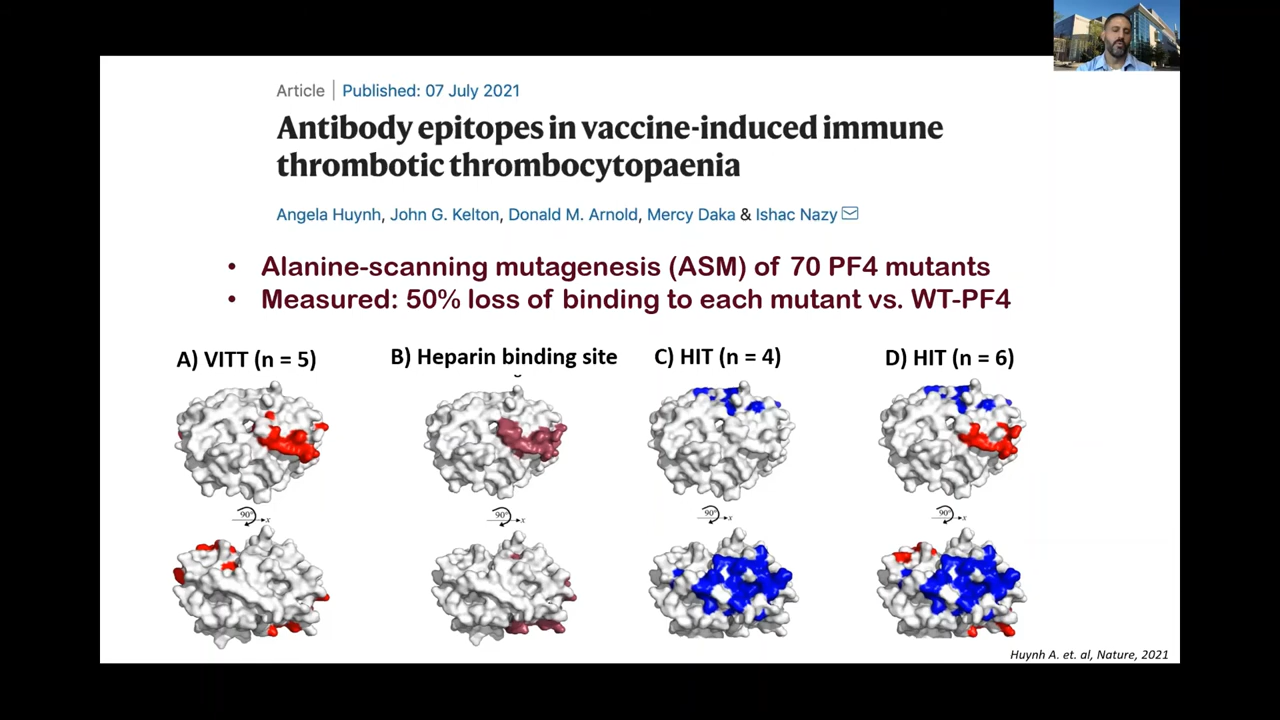 Article | Published: 07 July 2021
Antibody epitopes in vaccine-induced immune
thrombotic thrombocytopaenia
Angela Huynh, John G. Kelton, Donald M. Arnold, Mercy Daka & Ishac Nazy
• Alanine-scanning mutagenesis (ASM) of 70 PF4 mutants
• Measured: 50% loss of binding to each mutant vs. WT-PF4
A) VITT (n = 5)
B) Heparin binding site
C) HIT (n = 4)
D) HIT (n = 6)
90° x
90° x
90° x
90° x
Huynh A. et. al, Nature, 2021